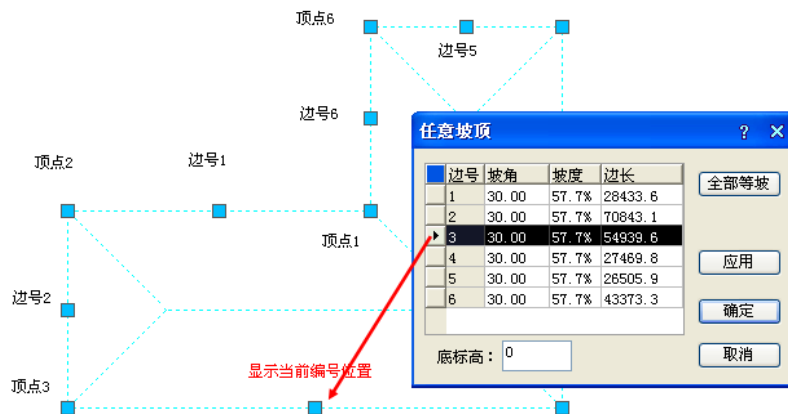 顶点6
边号5
边号6
顶点2
边号1
顶点1
边号2
顶点3
显示当前编号位置
任意坡顶
边号 坡角 坡度 边长
1 30.00 57.7% 28433.6
2 30.00 57.7% 70843.1
3 30.00 57.7% 54939.6
4 30.00 57.7% 27469.8
5 30.00 57.7% 26505.9
6 30.00 57.7% 43373.3
底标高： 0
全部等坡
应用
确定
取消